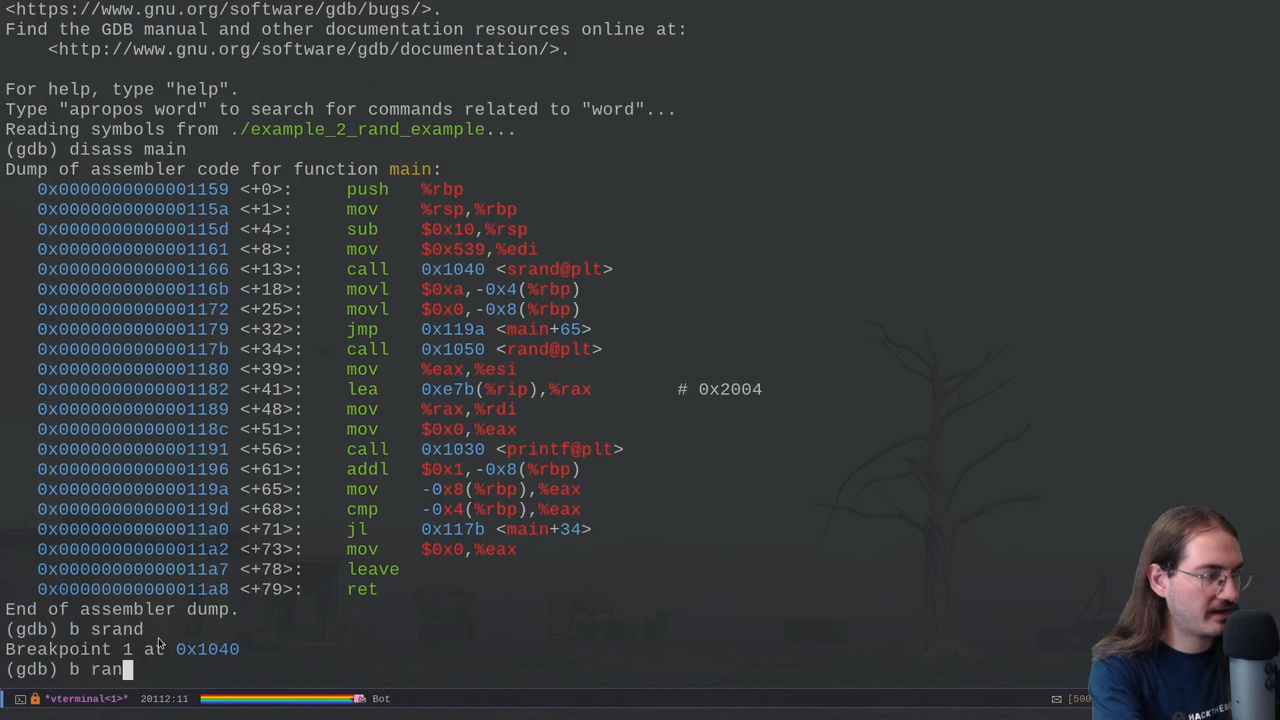 <https://www.gnu.org/software/gdb/bugs/>.
Find the GDB manual and other documentation resources online at:
    <http://www.gnu.org/software/gdb/documentation/>.
For help, type "help".
Type "apropos word" to search for commands related to "word"...
Reading symbols from ./example_2_rand_example...
(gdb) disass main
Dump of assembler code for function main:
   0x0000000000001159 <+0>:     push   %rbp
   0x000000000000115a <+1>:     mov    %rsp,%rbp
   0x000000000000115d <+4>:     sub    $0x10,%rsp
   0x0000000000001161 <+8>:     mov    $0x539,%edi
   0x0000000000001166 <+13>:    call   0x1040 <srand@plt>
   0x000000000000116b <+18>:    movl   $0xa,-0x4(%rbp)
   0x0000000000001172 <+25>:    movl   $0x0,-0x8(%rbp)
   0x0000000000001179 <+32>:    jmp    0x119a <main+65>
   0x000000000000117b <+34>:    call   0x1050 <rand@plt>
   0x0000000000001180 <+39>:    mov    %eax,%esi
   0x0000000000001182 <+41>:    lea    0xe7b(%rip),%rax        # 0x2004
   0x0000000000001189 <+48>:    mov    %rax,%rdi
   0x000000000000118c <+51>:    mov    $0x0,%eax
   0x0000000000001191 <+56>:    call   0x1030 <printf@plt>
   0x0000000000001196 <+61>:    addl   $0x1,-0x8(%rbp)
   0x000000000000119a <+65>:    mov    -0x8(%rbp),%eax
   0x000000000000119d <+68>:    cmp    -0x4(%rbp),%eax
   0x00000000000011a0 <+71>:    jl     0x117b <main+34>
   0x00000000000011a2 <+73>:    mov    $0x0,%eax
   0x00000000000011a7 <+78>:    leave
   0x00000000000011a8 <+79>:    ret
End of assembler dump.
(gdb) b srand
Breakpoint 1 at 0x1040
(gdb) b ran
*vterminal<1>* 20112:11 Bot [500
HACKTHEB